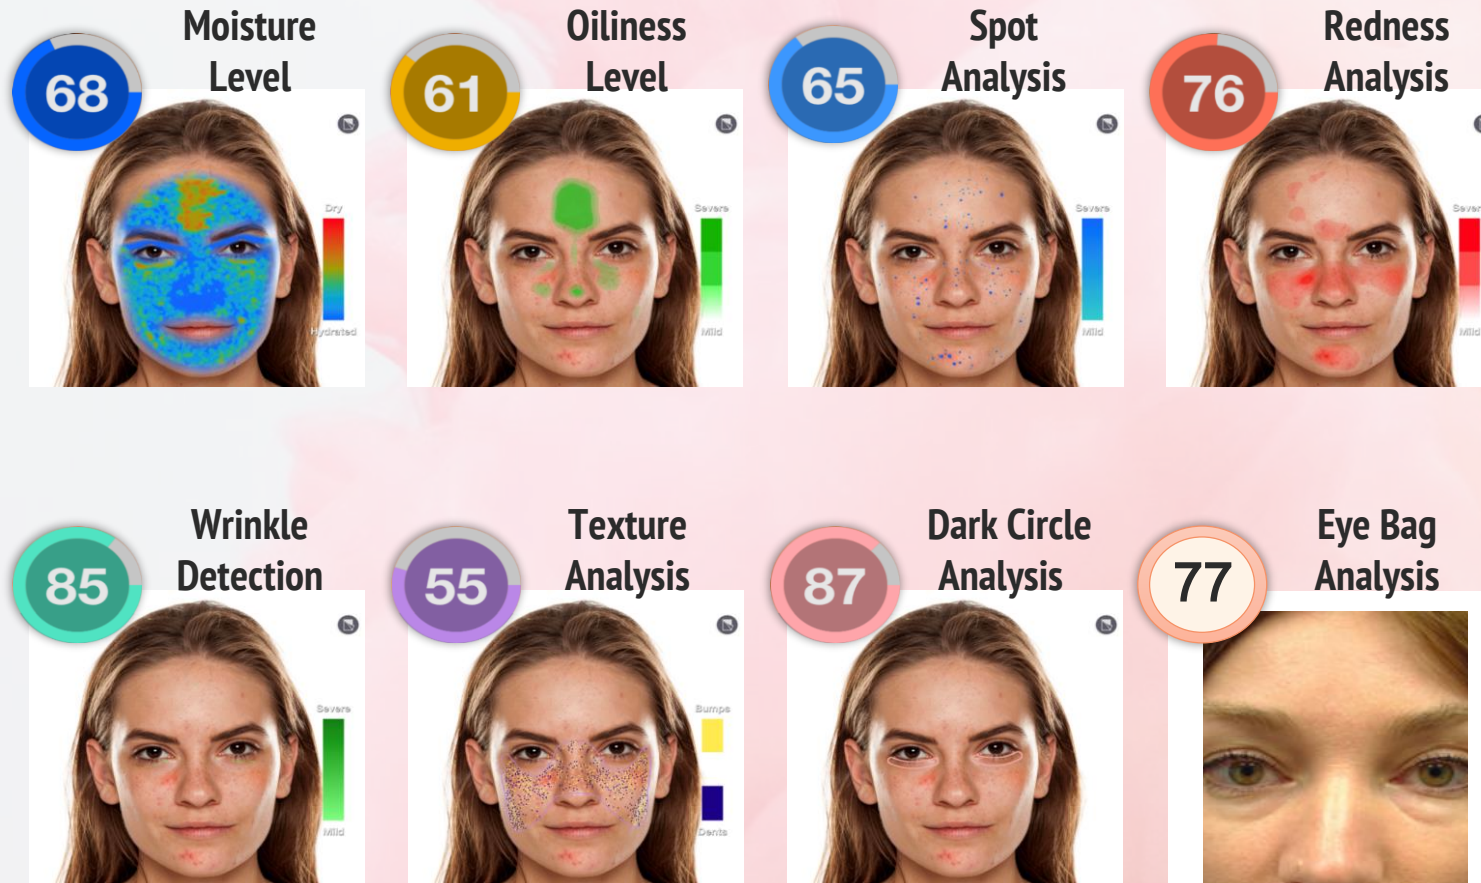 Moisture
Level
68
Dry
Hydrated
Oiliness
Level
61
Severe
Mild
Spot
Analysis
65
Severe
Mild
Redness
Analysis
76
Mild
Wrinkle
Detection
85
Severe
Mild
Texture
Analysis
55
Bumps
Dents
Dark Circle
Analysis
87
Eye Bag
Analysis
77